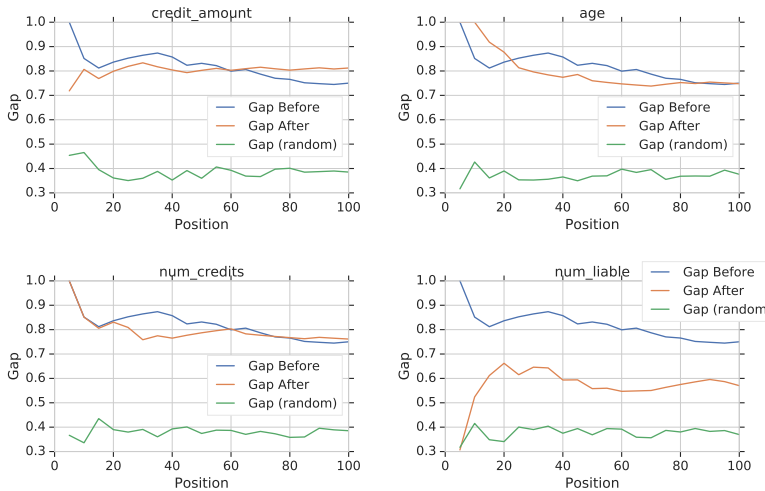 credit_amount
1.0
0.9
0.8
0.7
0.6
0.5
0.4
0.3
Gap
Gap Before
Gap After
Gap (random)
0 20 40 60 80 100
Position
age
1.0
0.9
0.8
0.7
0.6
0.5
0.4
0.3
Gap
Gap Before
Gap After
Gap (random)
0 20 40 60 80 100
Position
num_credits
1.0
0.9
0.8
0.7
0.6
0.5
0.4
0.3
Gap
Gap Before
Gap After
Gap (random)
0 20 40 60 80 100
Position
num_liable
1.0
0.9
0.8
0.7
0.6
0.5
0.4
0.3
Gap
Gap Before
Gap After
Gap (random
0 20 40 60 80 100
Position